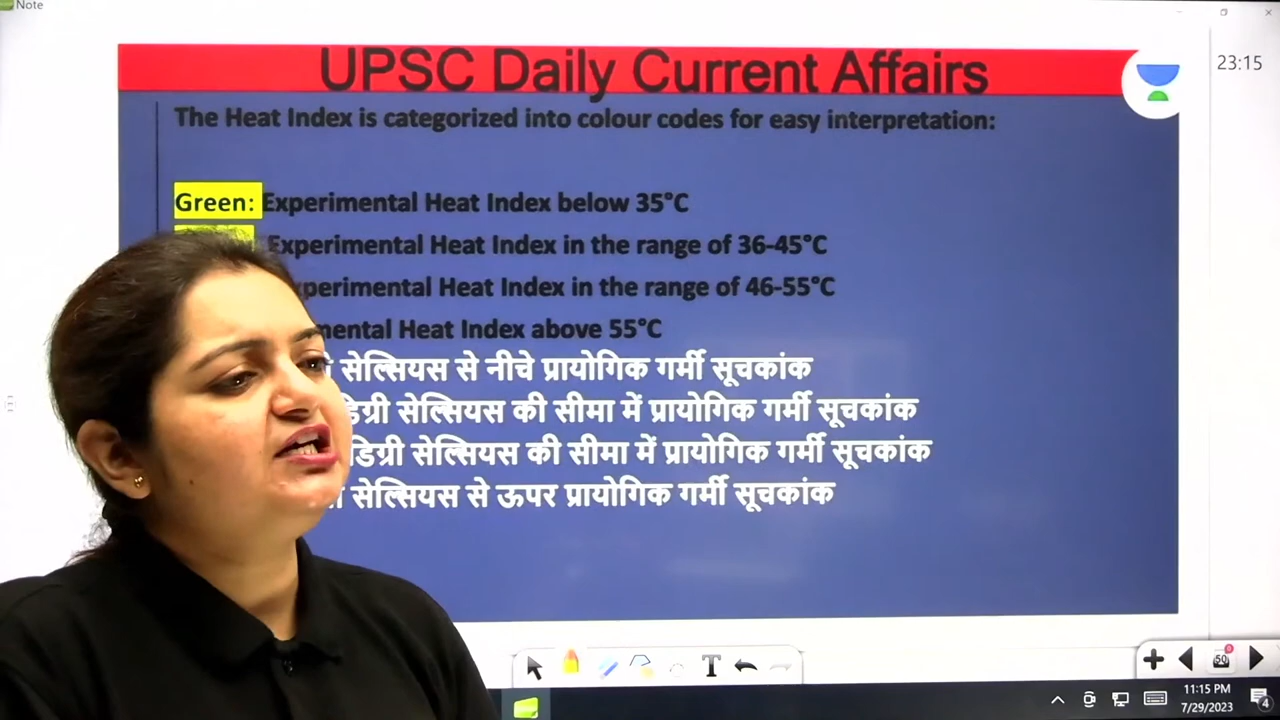 Note
UPSC Daily Current Affairs
23:15
The Heat Index is categorized into colour codes for easy interpretation:
Green: Experimental Heat Index below 35°C
Experimental Heat Index in the range of 36-45°C
Heat Index in the range of 46-55°C
Heat Index above 55°C
सेल्सियस से नीचे प्रायोगिक गर्मी सूचकांक
सेल्सियस की सीमा में प्रायोगिक गर्मी सूचकांक
डिग्री सेल्सियस की सीमा में प्रायोगिक गर्मी सूचकांक
सेल्सियस से ऊपर प्रायोगिक गर्मी सूचकांक
T
50
11:15 PM
7/29/2023
4